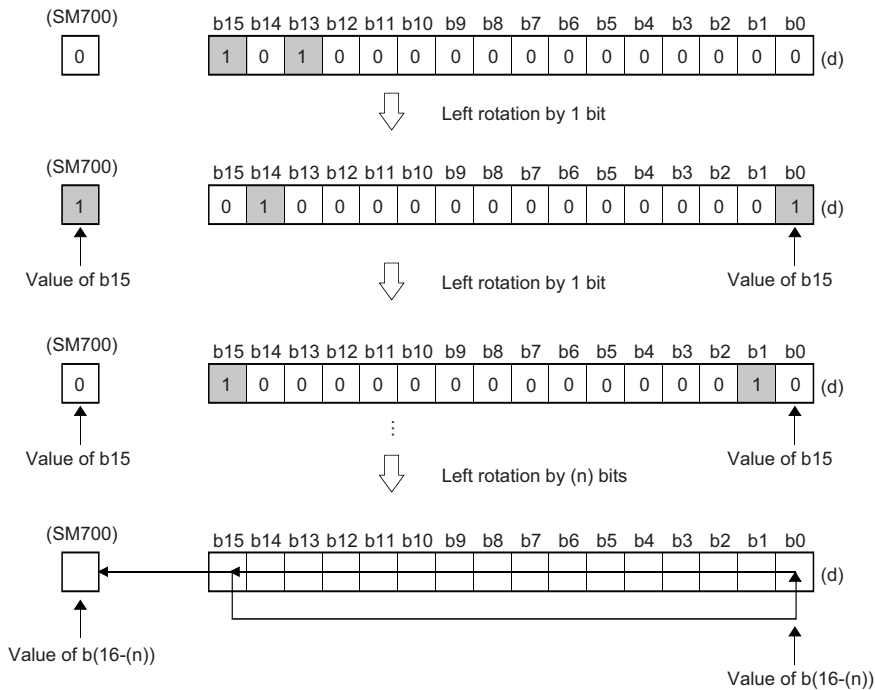 (SM700) b15 b14 b13 b12 b11 b10 b9 b8 b7 b6 b5 b4 b3 b2 b1 b0
0 1 0 1 0 0 0 0 0 0 0 0 0 0 0 0 0 (d)
Left rotation by 1 bit
(SM700) b15 b14 b13 b12 b11 b10 b9 b8 b7 b6 b5 b4 b3 b2 b1 b0
1 0 1 0 0 0 0 0 0 0 0 0 0 0 0 0 1 (d)
Value of b15 Value of b15
Left rotation by 1 bit
(SM700) b15 b14 b13 b12 b11 b10 b9 b8 b7 b6 b5 b4 b3 b2 b1 b0
0 1 0 0 0 0 0 0 0 0 0 0 0 0 0 1 0 (d)
Value of b15 Value of b15
Left rotation by (n) bits
(SM700) b15 b14 b13 b12 b11 b10 b9 b8 b7 b6 b5 b4 b3 b2 b1 b0
(d)
Value of b(16-(n))
Value of b(16-(n))